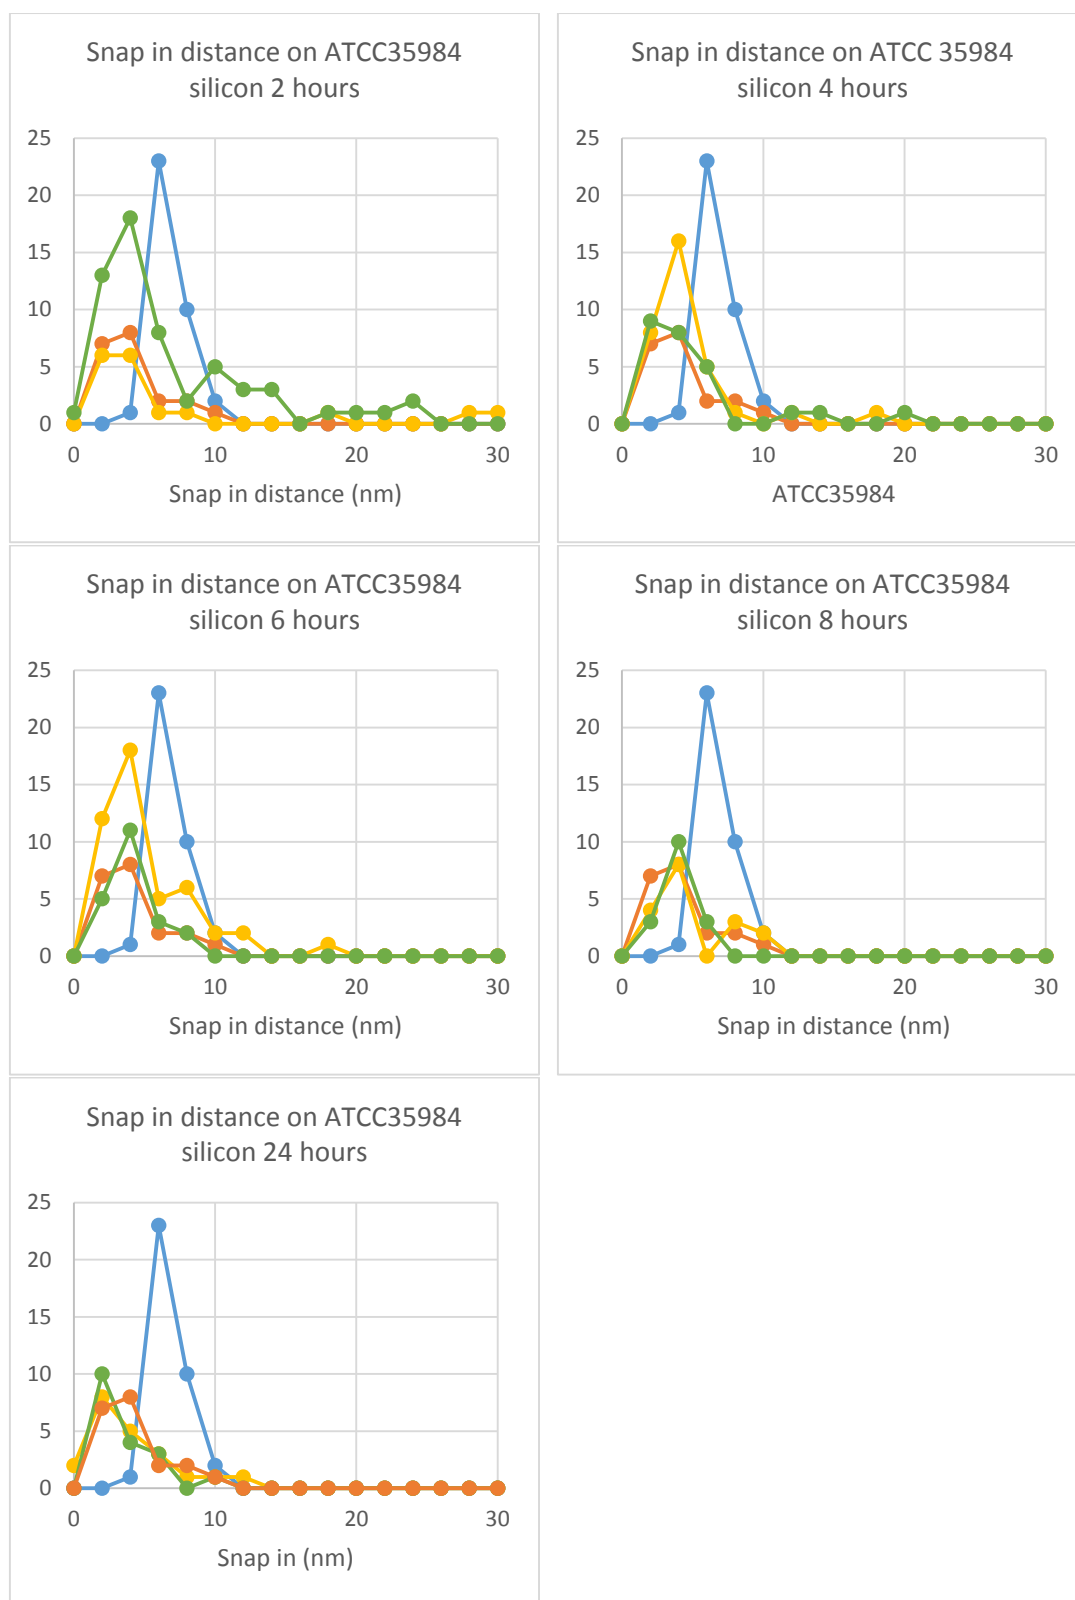 Snap in distance on ATCC35984
silicon 2 hours
25
20
15
10
5
0
0 10 20 30
Snap in distance (nm)
Snap in distance on ATCC 35984
silicon 4 hours
25
20
15
10
5
0
0 10 20 30
ATCC35984
Snap in distance on ATCC35984
silicon 6 hours
25
20
15
10
5
0
0 10 20 30
Snap in distance (nm)
Snap in distance on ATCC35984
silicon 8 hours
25
20
15
10
5
0
0 10 20 30
Snap in distance (nm)
Snap in distance on ATCC35984
silicon 24 hours
25
20
15
10
5
0
0 10 20 30
Snap in (nm)